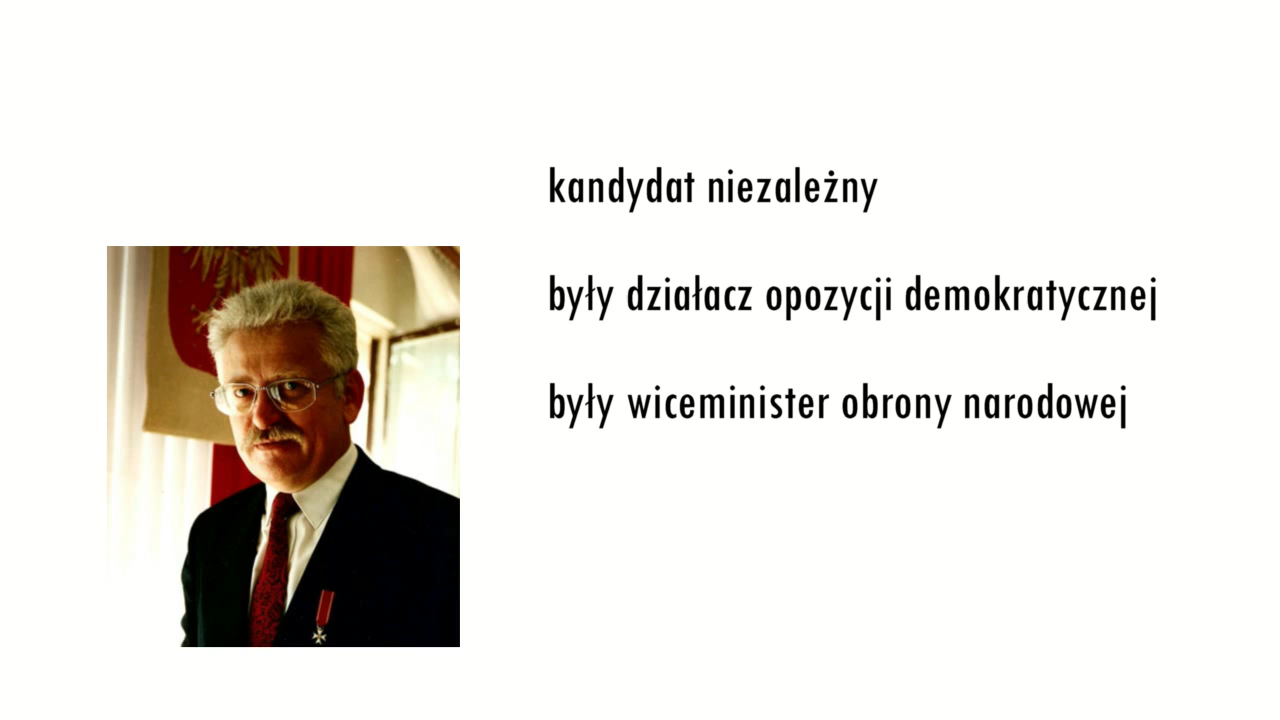 kandydat niezależny
były działacz opozycji demokratycznej
były wiceminister obrony narodowej